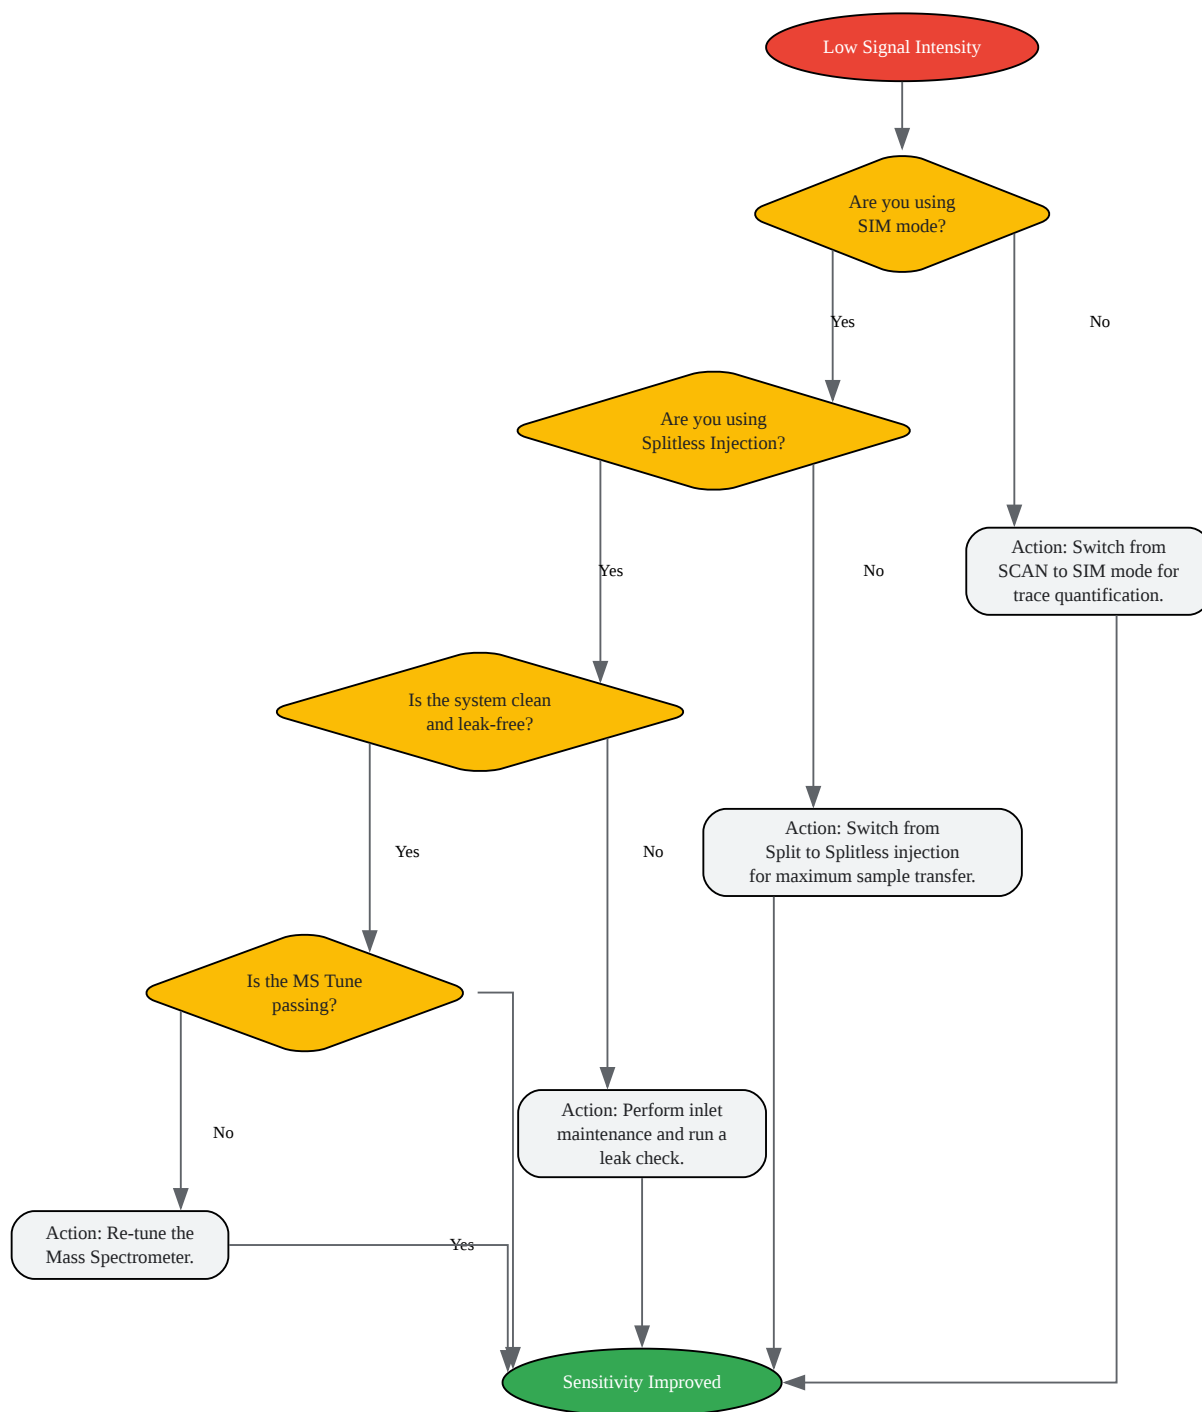 Low Signal Intensity
Are you using
SIM mode?
Yes
No
Are you using
Splitless Injection?
Action: Switch from
SCAN to SIM mode for
trace quantification.
Yes
No
Is the system clean
and leak-free?
Action: Switch from
Split to Splitless injection
for maximum sample transfer.
Yes
No
Is the MS Tune
passing?
Action: Perform inlet
maintenance and run a
leak check.
No
Action: Re-tune the
Mass Spectrometer.
Yes
Sensitivity Improved